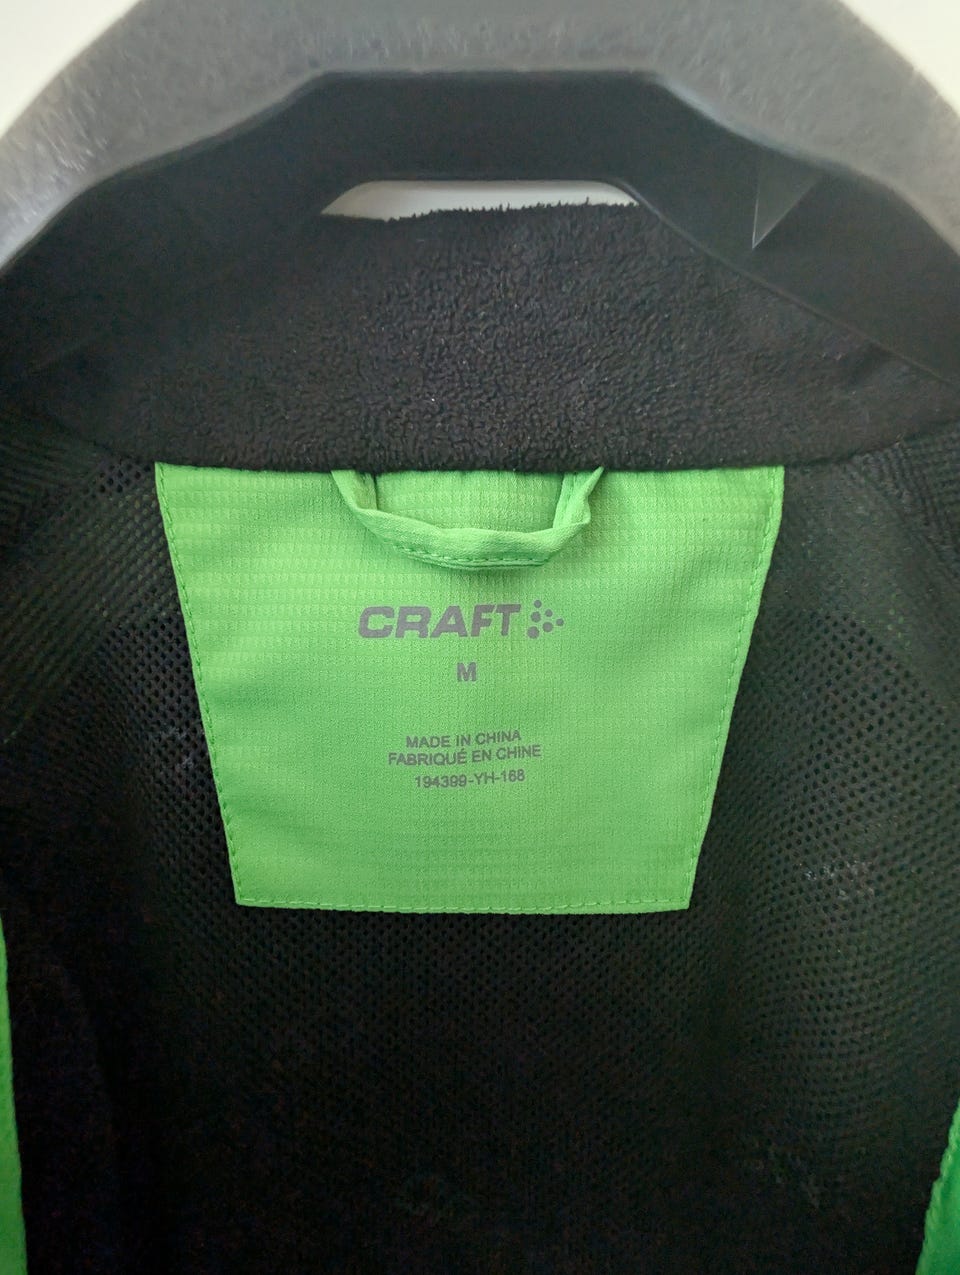 CRAFT
M
MADE IN CHINA
FABRIQUÉ EN CHINE
194399-YH-168